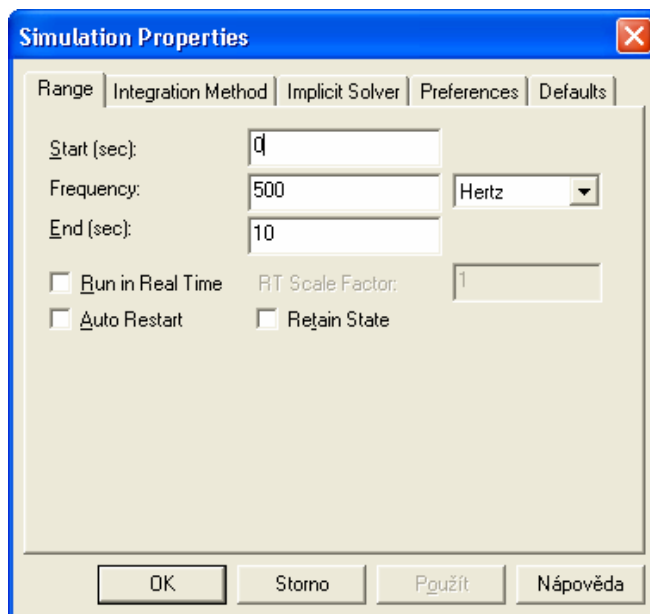 Simulation Properties
Range Integration Method Implicit Solver Preferences Defaults
Start (sec): 0
Frequency: 500 Hertz
End (sec): 10
Run in Real Time RT Scale Factor: 1
Auto Restart Retain State
OK Storno Použít Nápověda